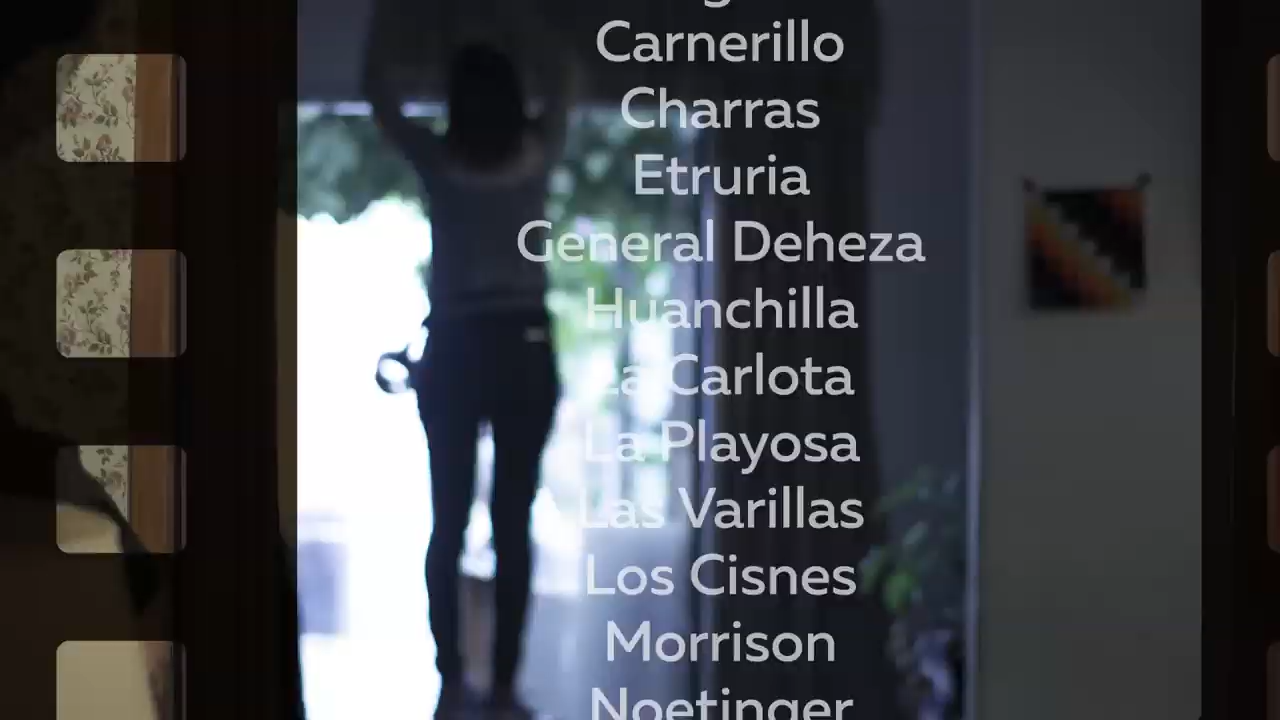 Carnerillo
Charras
Etruria
General Deheza
Huanchilla
La Carlota
La Playosa
Las Varillas
Los Cisnes
Morrison
Noetinger